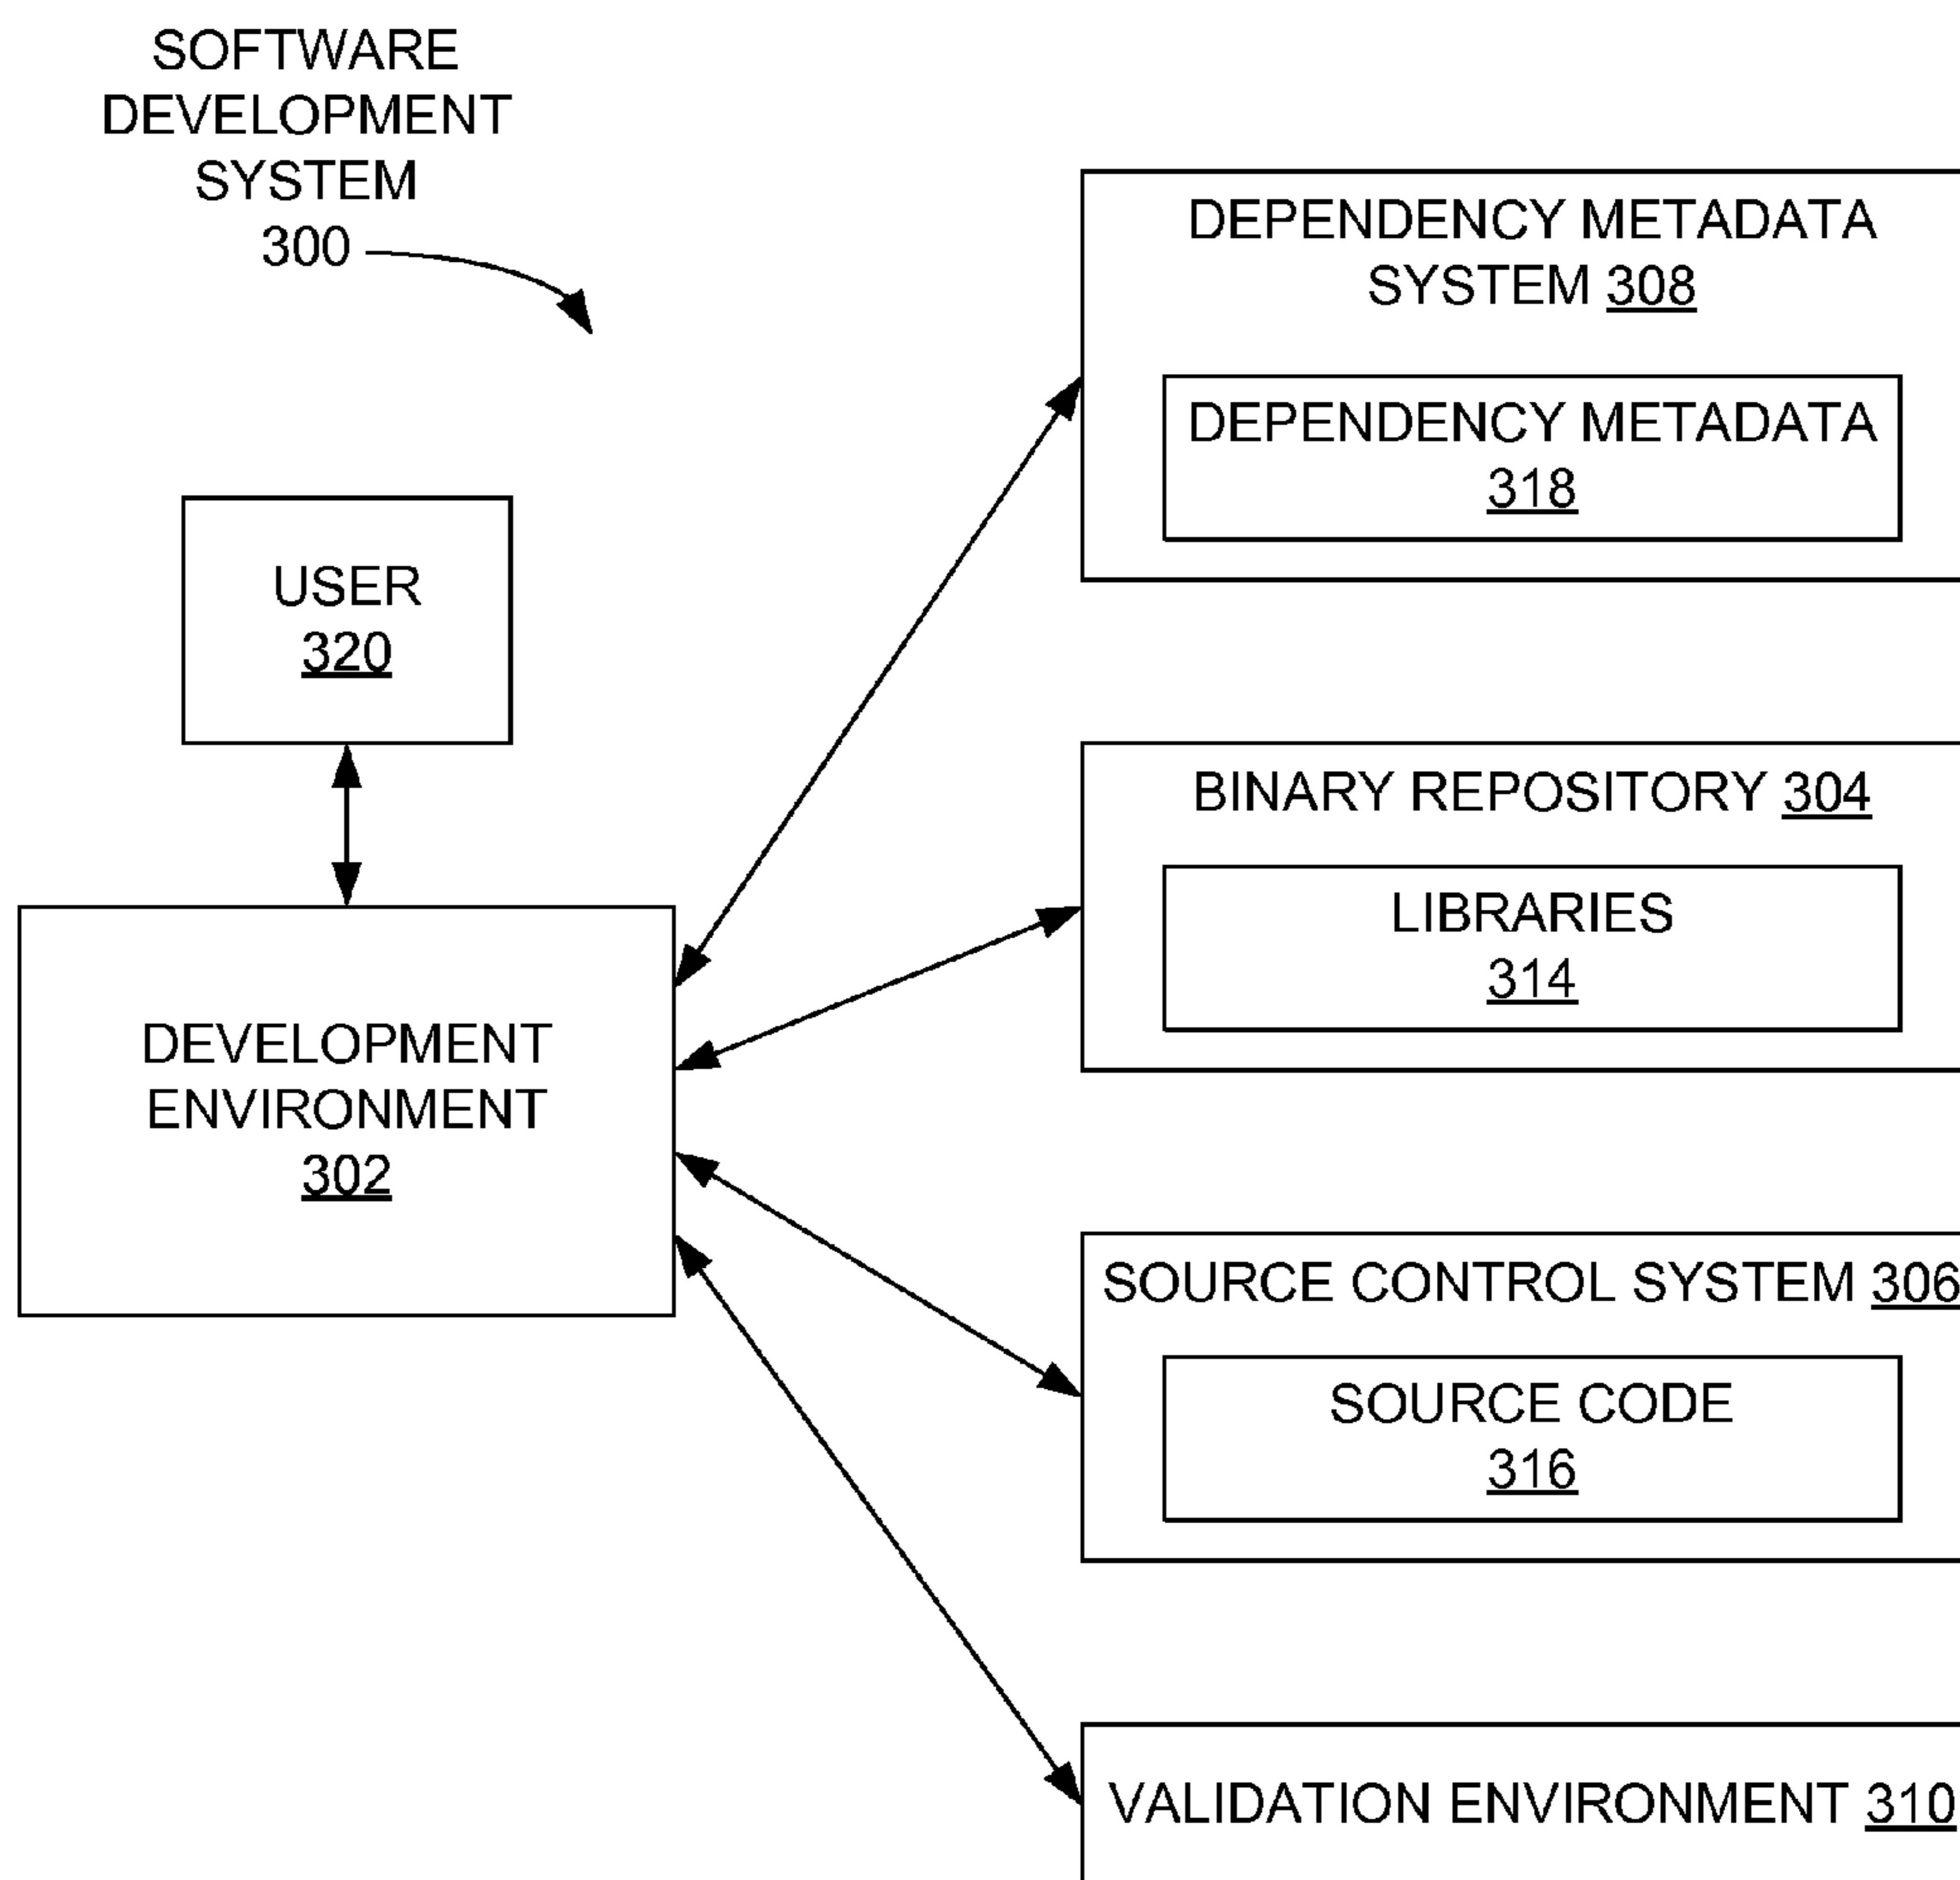 SOFTWARE
DEVELOPMENT
SYSTEM
300
DEPENDENCY METADATA
SYSTEM 308
DEPENDENCY METADATA
318
USER
320
BINARY REPOSITORY 304
LIBRARIES
314
DEVELOPMENT
ENVIRONMENT
302
SOURCE CONTROL SYSTEM 306
SOURCE CODE
316
VALIDATION ENVIRONMENT 310